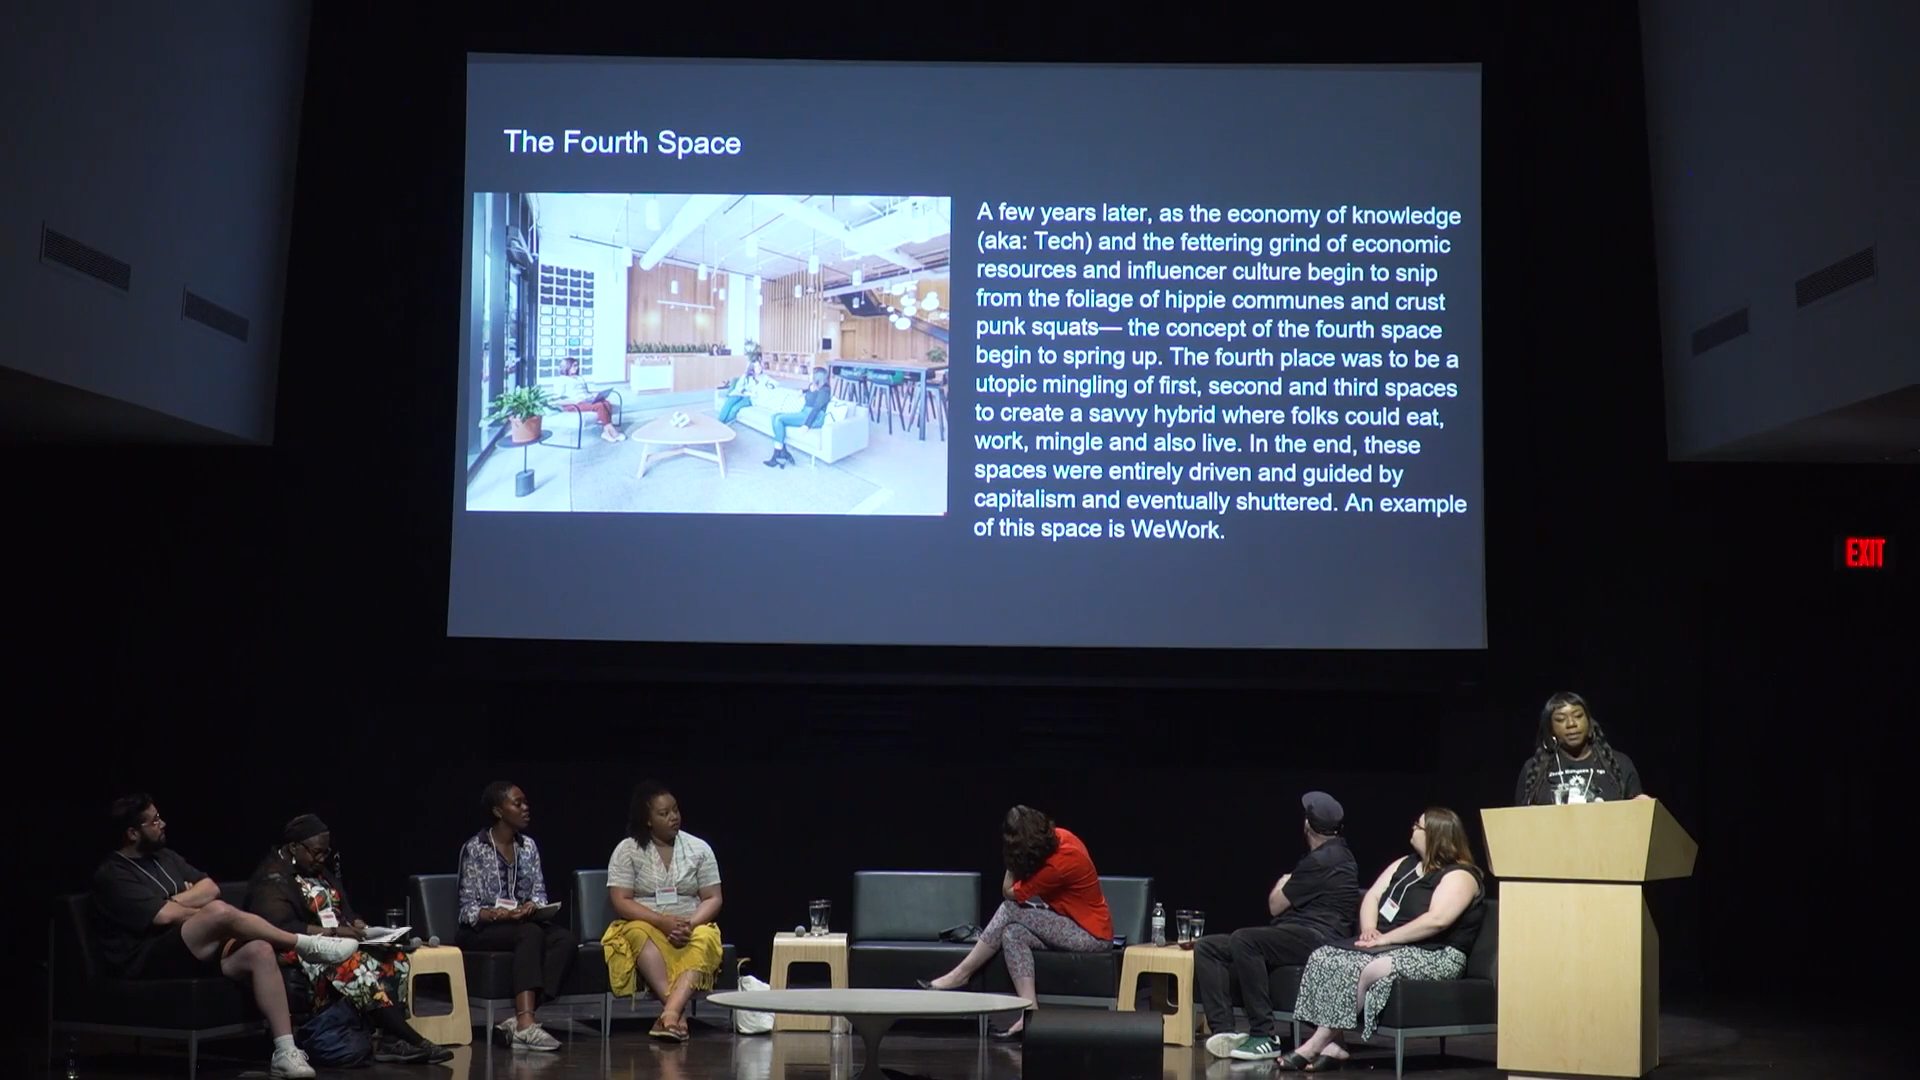 The Fourth Space
A few years later, as the economy of knowledge
(aka: Tech) and the fettering grind of economic
resources and influencer culture begin to snip
from the foliage of hippie communes and crust
punk squats— the concept of the fourth space
begin to spring up. The fourth place was to be a
utopic mingling of first, second and third spaces
to create a savvy hybrid where folks could eat,
work, mingle and also live. In the end, these
spaces were entirely driven and guided by
capitalism and eventually shuttered. An example
of this space is WeWork.
EXIT